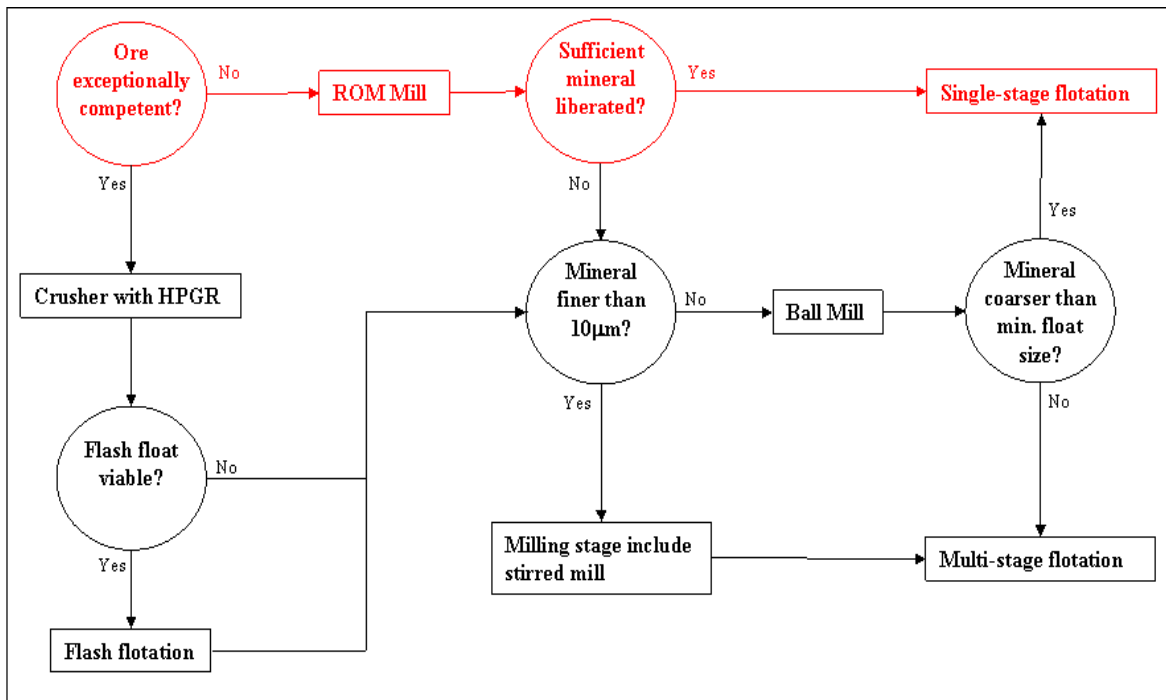 Ore
exceptionally
competent?
No
ROM Mill
Sufficient
mineral
liberated?
Yes
Single-stage flotation
Yes
No
Yes
Crusher with HPGR
Mineral
finer than
10µm?
No
Ball Mill
Mineral
coarser than
min. float
size?
Flash float
viable?
No
Yes
No
Yes
Milling stage include
stirred mill
Multi-stage flotation
Flash flotation